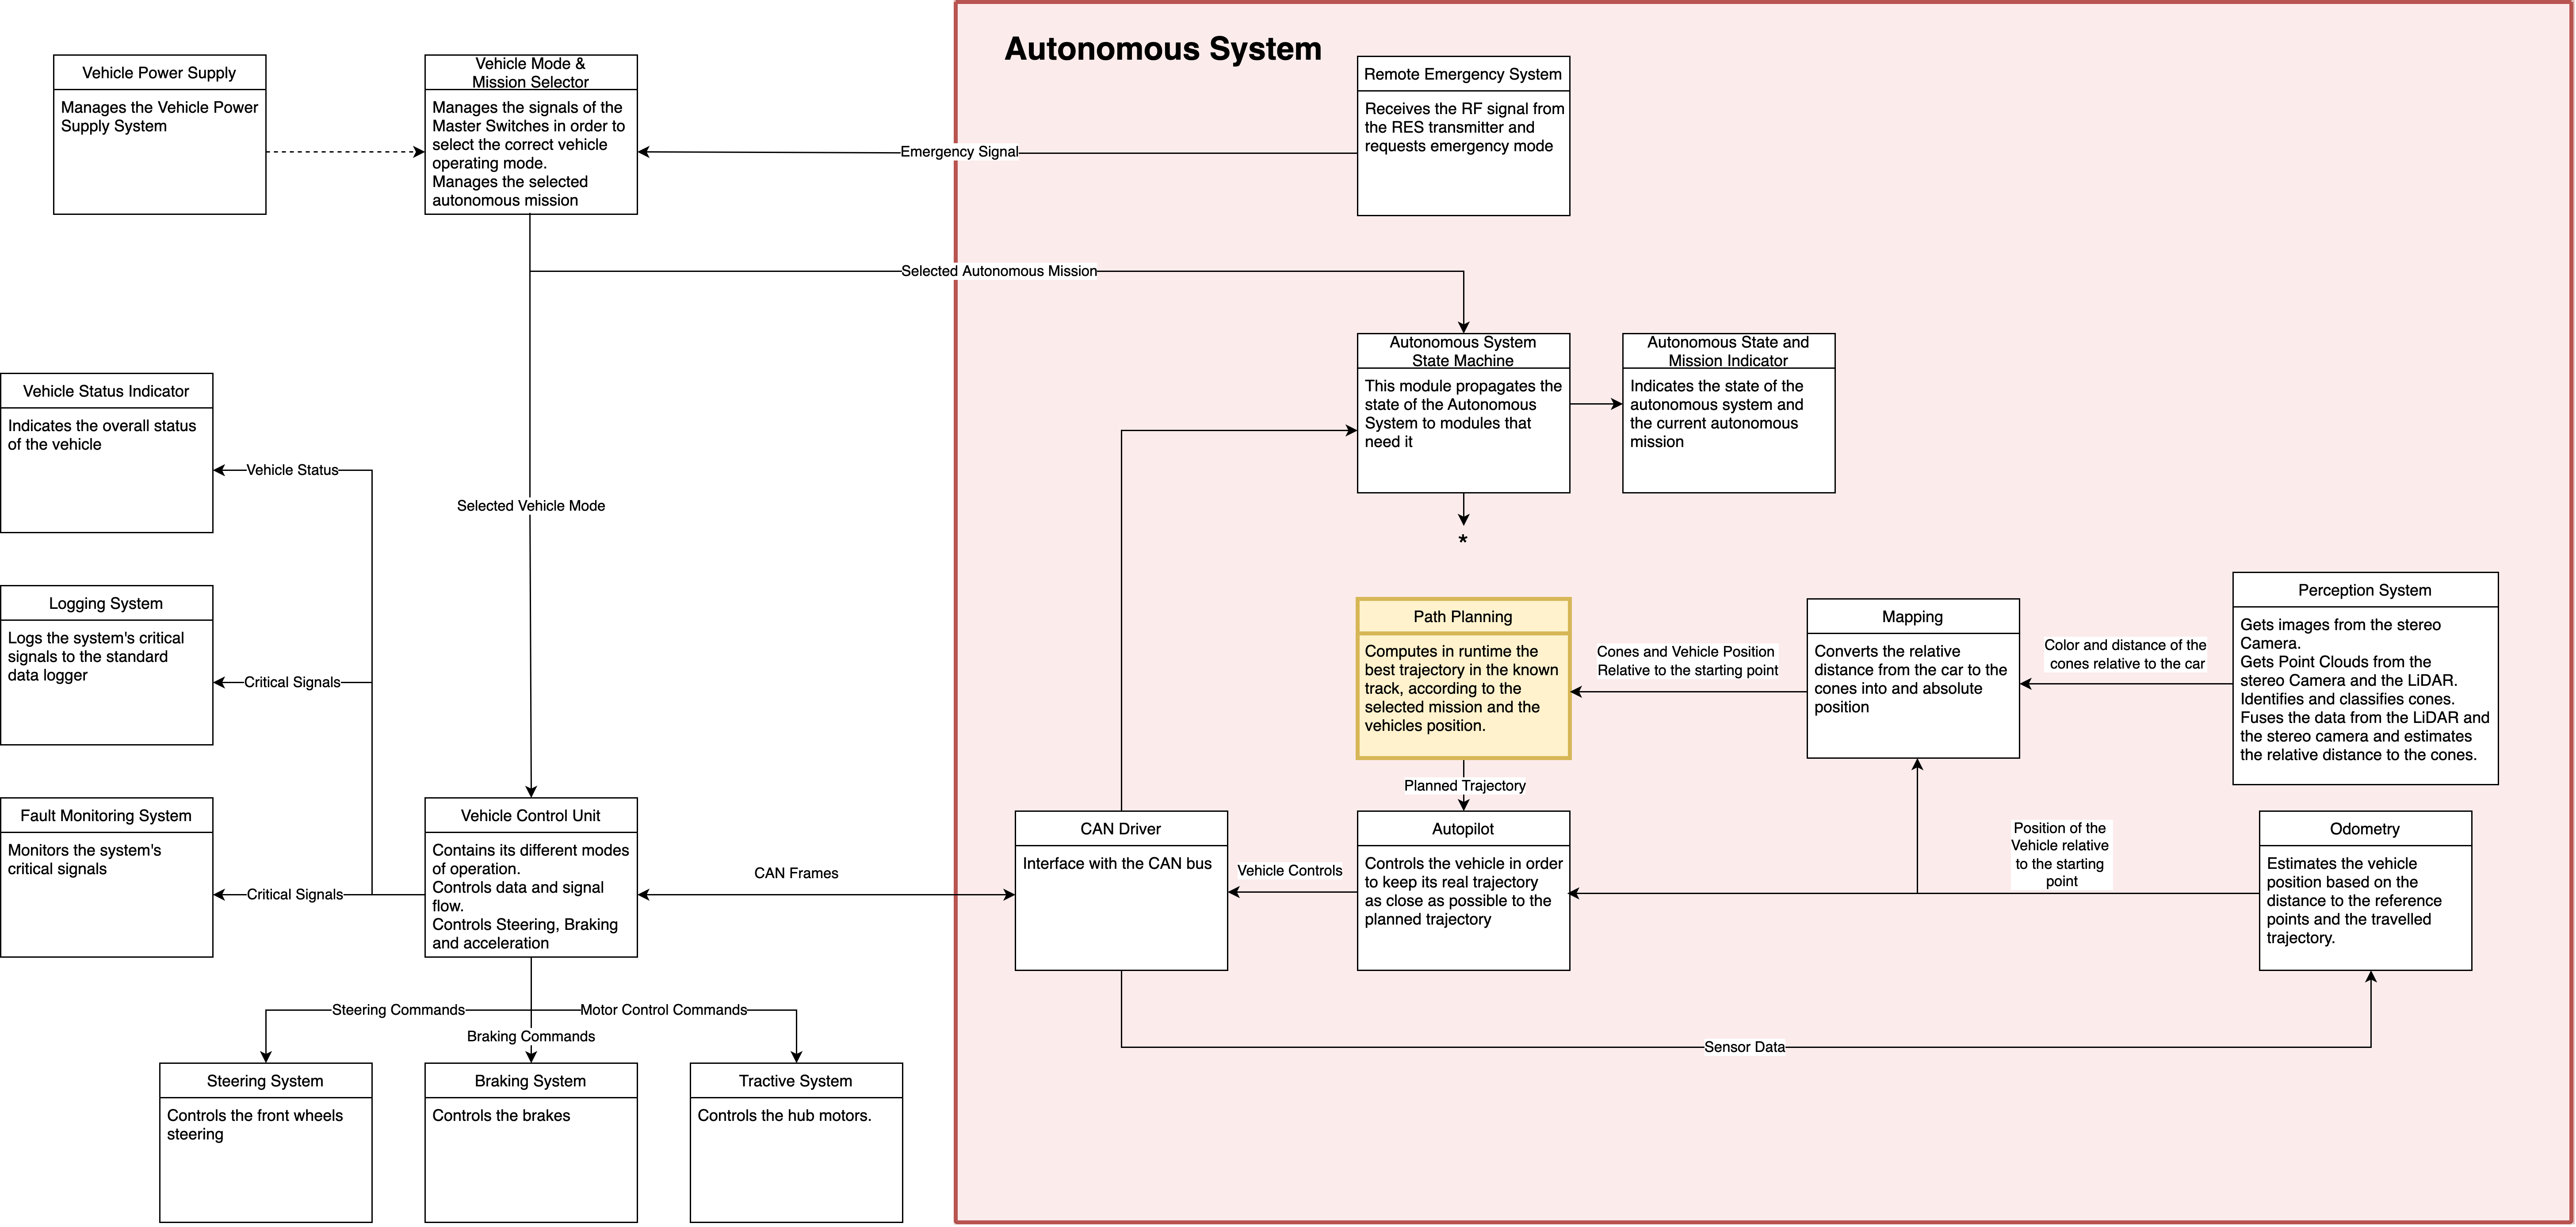 Autonomous System
Vehicle Power Supply
Manages the Vehicle Power
Supply System
Vehicle Mode &
Mission Selector
Manages the signals of the
Master Switches in order to
select the correct vehicle
operating mode.
Manages the selected
autonomous mission
Remote Emergency System
Receives the RF signal from
the RES transmitter and
requests emergency mode
Emergency Signal
Selected Autonomous Mission
Autonomous System
State Machine
This module propagates the
state of the Autonomous
System to modules that
need it
*
Autonomous State and
Mission Indicator
Indicates the state of the
autonomous system and
the current autonomous
mission
Vehicle Status Indicator
Indicates the overall status
of the vehicle
Vehicle Status
Selected Vehicle Mode
Logging System
Logs the system's critical
signals to the standard
data logger
Critical Signals
Path Planning
Computes in runtime the
best trajectory in the known
track, according to the
selected mission and the
vehicles position.
Cones and Vehicle Position
Relative to the starting point
Mapping
Converts the relative
distance from the car to the
cones into and absolute
position
Color and distance of the
cones relative to the car
Perception System
Gets images from the stereo
Camera.
Gets Point Clouds from the
stereo Camera and the LiDAR.
Identifies and classifies cones.
Fuses the data from the LiDAR and
the stereo camera and estimates
the relative distance to the cones.
Planned Trajectory
Fault Monitoring System
Monitors the system's
critical signals
Critical Signals
Vehicle Control Unit
Contains its different modes
of operation.
Controls data and signal
flow.
Controls Steering, Braking
and acceleration
CAN Frames
CAN Driver
Interface with the CAN bus
Vehicle Controls
Autopilot
Controls the vehicle in order
to keep its real trajectory
as close as possible to the
planned trajectory
Position of the
Vehicle relative
to the starting
point
Odometry
Estimates the vehicle
position based on the
distance to the reference
points and the travelled
trajectory.
Sensor Data
Steering Commands
Motor Control Commands
Braking Commands
Steering System
Controls the front wheels
steering
Braking System
Controls the brakes
Tractive System
Controls the hub motors.